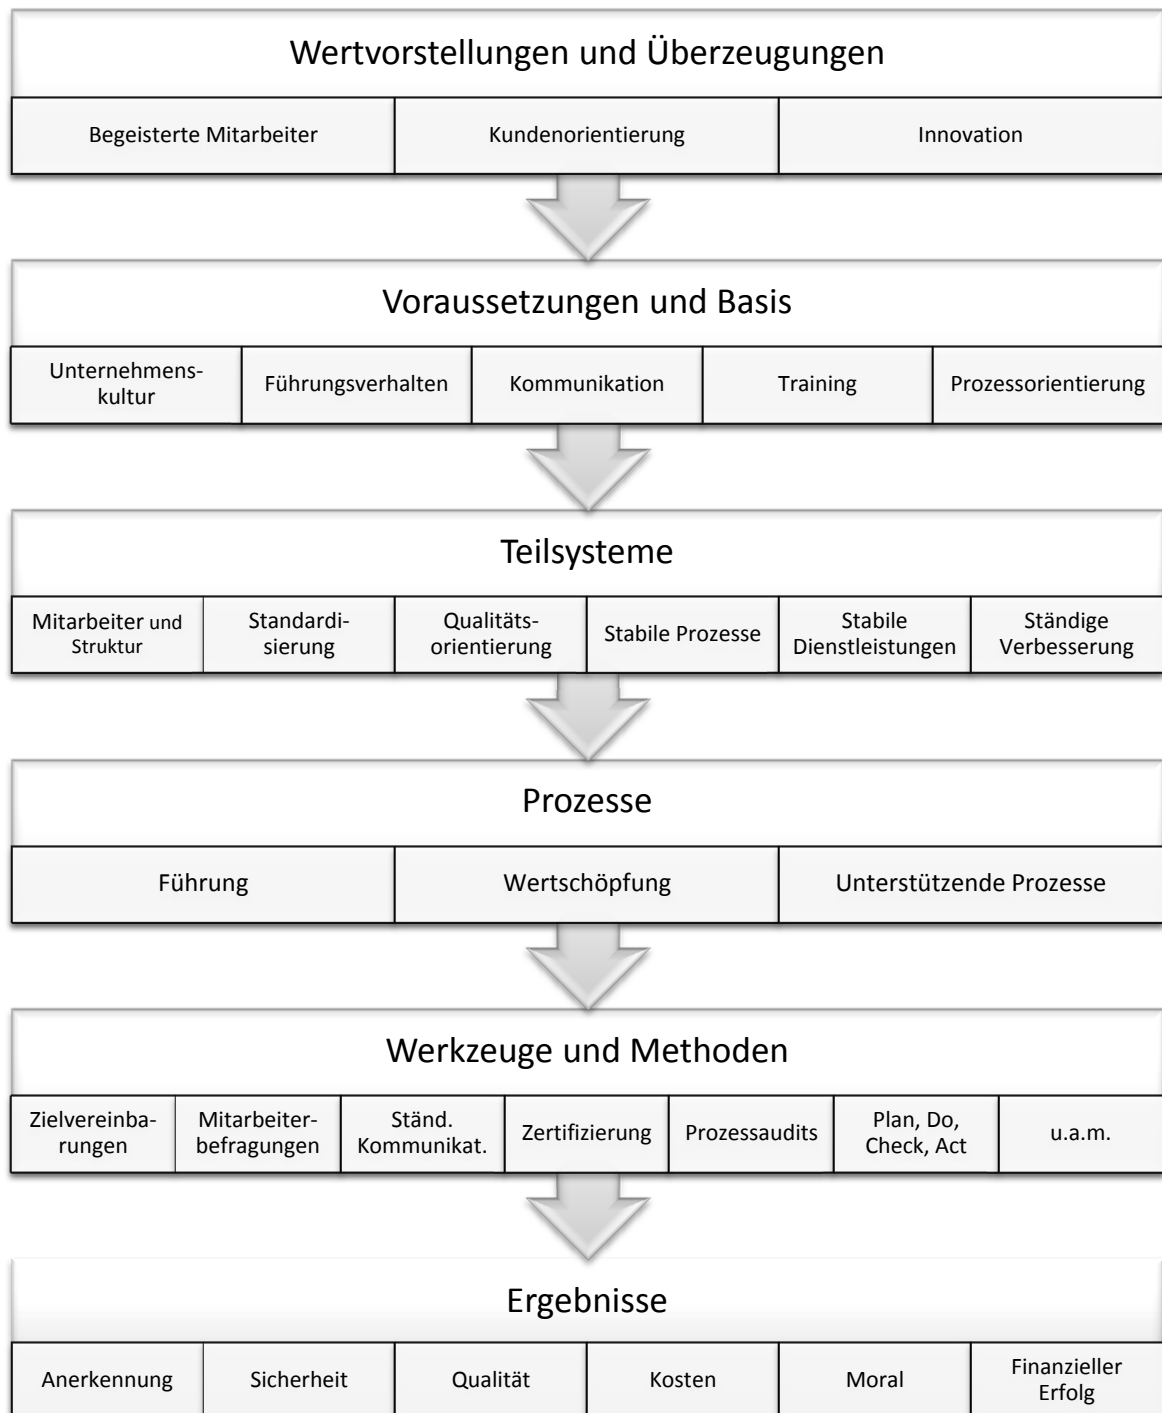 Wertvorstellungen und Überzeugungen
Begeisterte Mitarbeiter
Kundenorientierung
Innovation
Voraussetzungen und Basis
Unternehmens-
kultur
Führungsverhalten
Kommunikation
Training
Prozessorientierung
Teilsysteme
Mitarbeiter und
Struktur
Standardi-
sierung
Qualitäts-
orientierung
Stabile Prozesse
Stabile
Dienstleistungen
Ständige
Verbesserung
Prozesse
Führung
Wertschöpfung
Unterstützende Prozesse
Werkzeuge und Methoden
Zielvereinba-
rungen
Mitarbeiter-
befragungen
Ständ.
Kommunikat.
Zertifizierung
Prozessaudits
Plan, Do,
Check, Act
u.a.m.
Ergebnisse
Anerkennung
Sicherheit
Qualität
Kosten
Moral
Finanzieller
Erfolg